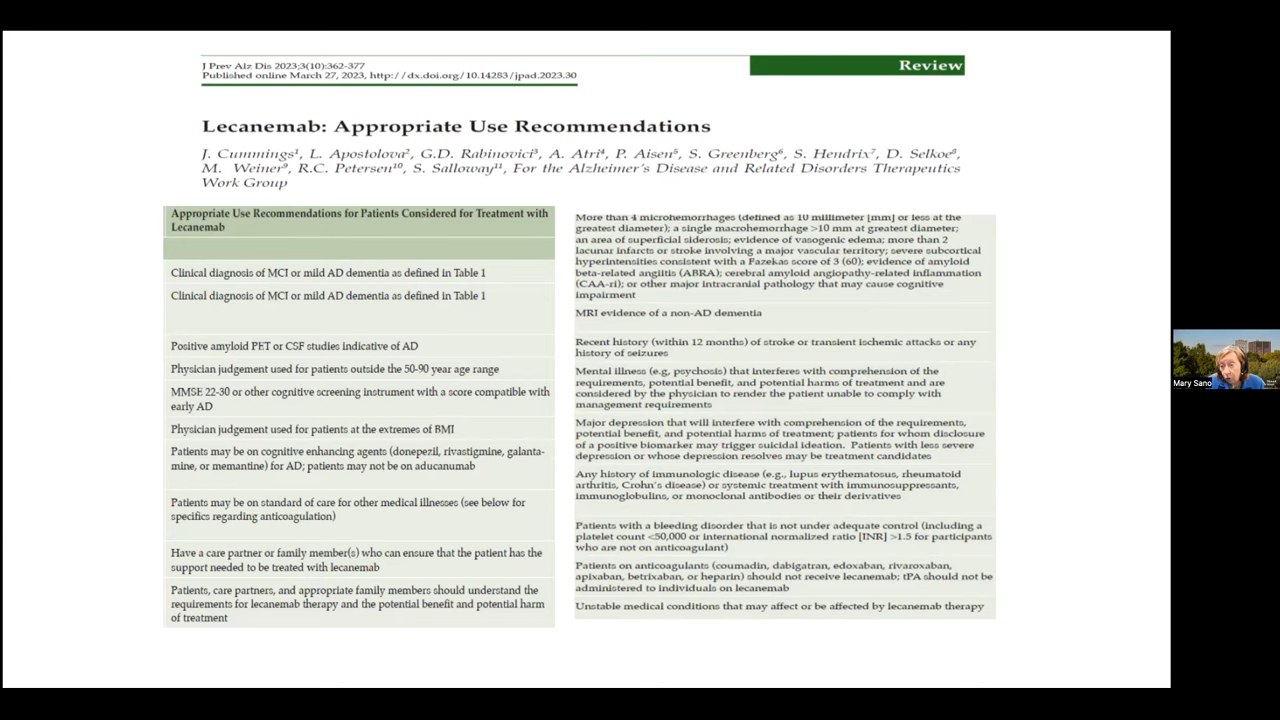 J Prev Alz Dis 2023;3(10):362-377
Published online March 27, 2023, http://dx.doi.org/10.14283/jpad.2023.30
Review
Lecanemab: Appropriate Use Recommendations
J. Cummings¹, L. Apostolova², G.D. Rabinovici³, A. Atri⁴, P. Aisen⁵, S. Greenberg⁶, S. Hendrix⁷, D. Selkoe⁸,
M. Weiner⁹, R.C. Petersen¹⁰, S. Salloway¹¹, For the Alzheimer's Disease and Related Disorders Therapeutics
Work Group
Appropriate Use Recommendations for Patients Considered for Treatment with
Lecanemab
Clinical diagnosis of MCI or mild AD dementia as defined in Table 1
Clinical diagnosis of MCI or mild AD dementia as defined in Table 1
Positive amyloid PET or CSF studies indicative of AD
Physician judgement used for patients outside the 50-90 year age range
MMSE 22-30 or other cognitive screening instrument with a score compatible with
early AD
Physician judgement used for patients at the extremes of BMI
Patients may be on cognitive enhancing agents (donepezil, rivastigmine, galanta-
mine, or memantine) for AD; patients may not be on aducanumab
Patients may be on standard of care for other medical illnesses (see below for
specifics regarding anticoagulation)
Have a care partner or family member(s) who can ensure that the patient has the
support needed to be treated with lecanemab
Patients, care partners, and appropriate family members should understand the
requirements for lecanemab therapy and the potential benefit and potential harm
of treatment
More than 4 microhemorrhages (defined as 10 millimeter [mm] or less at the
greatest diameter); a single macrohemorrhage >10 mm at greatest diameter;
an area of superficial siderosis; evidence of vasogenic edema; more than 2
lacunar infarcts or stroke involving a major vascular territory; severe subcortical
hyperintensities consistent with a Fazekas score of 3 (60); evidence of amyloid
beta-related angiitis (ABRA); cerebral amyloid angiopathy-related inflammation
(CAA-ri); or other major intracranial pathology that may cause cognitive
impairment
MRI evidence of a non-AD dementia
Recent history (within 12 months) of stroke or transient ischemic attacks or any
history of seizures
Mental illness (e.g, psychosis) that interferes with comprehension of the
requirements, potential benefit, and potential harms of treatment and are
considered by the physician to render the patient unable to comply with
management requirements
Major depression that will interfere with comprehension of the requirements,
potential benefit, and potential harms of treatment; patients for whom disclosure
of a positive biomarker may trigger suicidal ideation. Patients with less severe
depression or whose depression resolves may be treatment candidates
Any history of immunologic disease (e.g., lupus erythematosus, rheumatoid
arthritis, Crohn's disease) or systemic treatment with immunosuppressants,
immunoglobulins, or monoclonal antibodies or their derivatives
Patients with a bleeding disorder that is not under adequate control (including a
platelet count <50,000 or international normalized ratio [INR] >1.5 for participants
who are not on anticoagulant)
Patients on anticoagulants (coumadin, dabigatran, edoxaban, rivaroxaban,
apixaban, betrixaban, or heparin) should not receive lecanemab; tPA should not be
administered to individuals on lecanemab
Unstable medical conditions that may affect or be affected by lecanemab therapy
Mary Sano